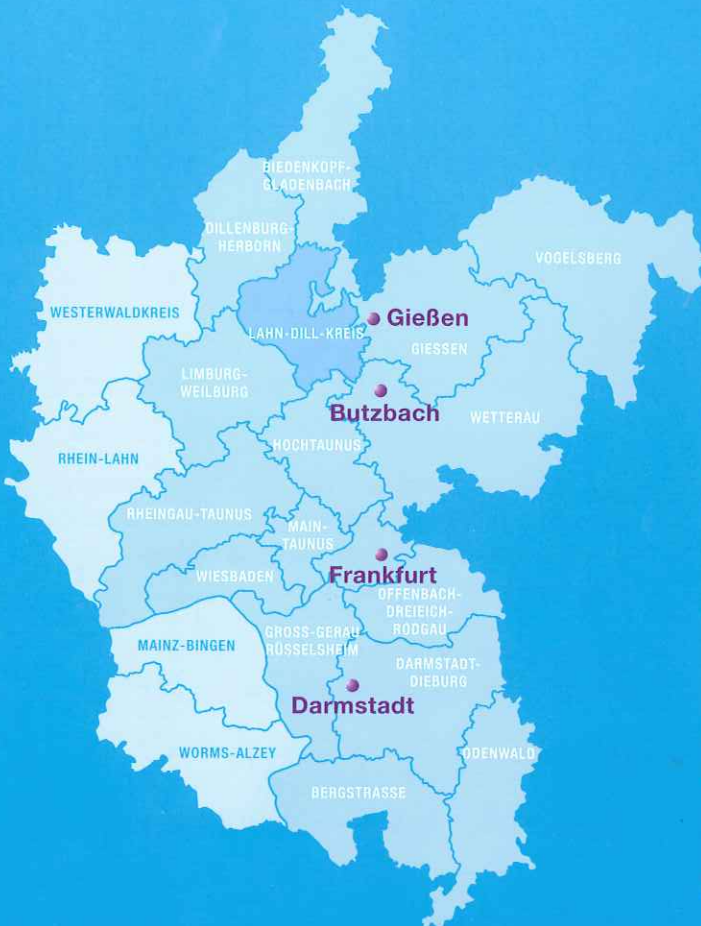 BIEDENKOPF-
GLADENBACH
DILLENBURG-
HERBORN
VOGELSBERG
WESTERWALDKREIS
Gießen
LAHN-DILL-KREIS
GIESSEN
LIMBURG-
WEILBURG
Butzbach
WETTERAU
HOCHTAUNUS
RHEIN-LAHN
RHEINGAU-TAUNUS
MAIN-
TAUNUS
WIESBADEN
Frankfurt
OFFENBACH-
DREIEICH-
RODGAU
GROSS-GERAU
RÜSSELSHEIM
MAINZ-BINGEN
DARMSTADT-
DIEBURG
Darmstadt
WORMS-ALZEY
ODENWALD
BERGSTRASSE